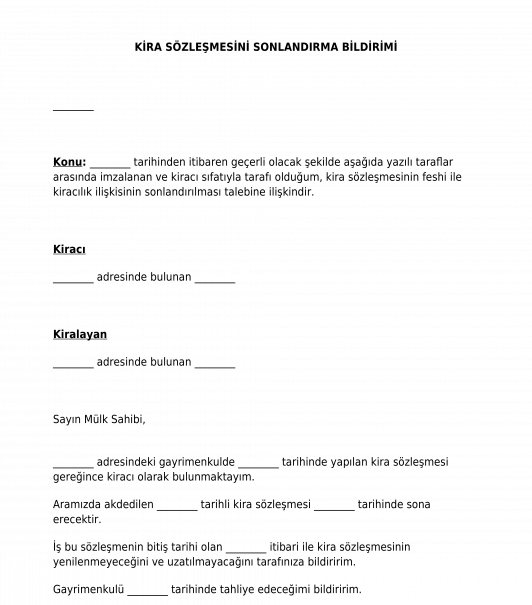 KİRA SÖZLEŞMESİNİ SONLANDIRMA BİLDİRİMİ
________
Konu: ________ tarihinden itibaren geçerli olacak şekilde aşağıda yazılı taraflar
arasında imzalanan ve kiracı sıfatıyla tarafı olduğum, kira sözleşmesinin feshi ile
kiracılık ilişkisinin sonlandırılması talebine ilişkindir.
Kiracı
________ adresinde bulunan ________
Kiralayan
________ adresinde bulunan ________
Sayın Mülk Sahibi,
________ adresindeki gayrimenkulde ________ tarihinde yapılan kira sözleşmesi
gereğince kiracı olarak bulunmaktayım.
Aramızda akdedilen ________ tarihli kira sözleşmesi ________ tarihinde sona
erecektir.
İş bu sözleşmenin bitiş tarihi olan ________ itibari ile kira sözleşmesinin
yenilenmeyeceğini ve uzatılmayacağını tarafınıza bildiririm.
Gayrimenkulü ________ tarihinde tahliye edeceğimi bildiririm.